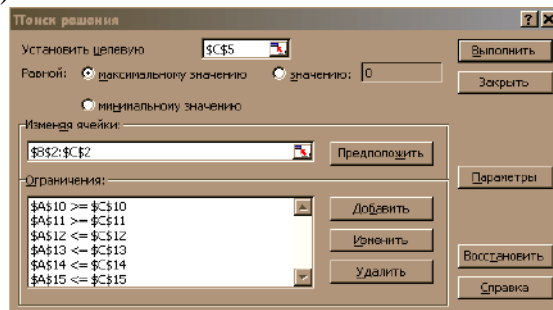 )
Поиск решения
Установить целевую $C$5 Выполнить
Равной: максимальному значению значению: 0 Закрыть
минимальному значению
Изменяя ячейки:
$B$2:$C$2 Предположить
Ограничения: Параметры
$A$10 >= $C$10 Добавить
$A$11 >= $C$11
$A$12 <= $C$12 Изменить
$A$13 <= $C$13
$A$14 <= $C$14 Удалить Восстановить
$A$15 <= $C$15 Справка